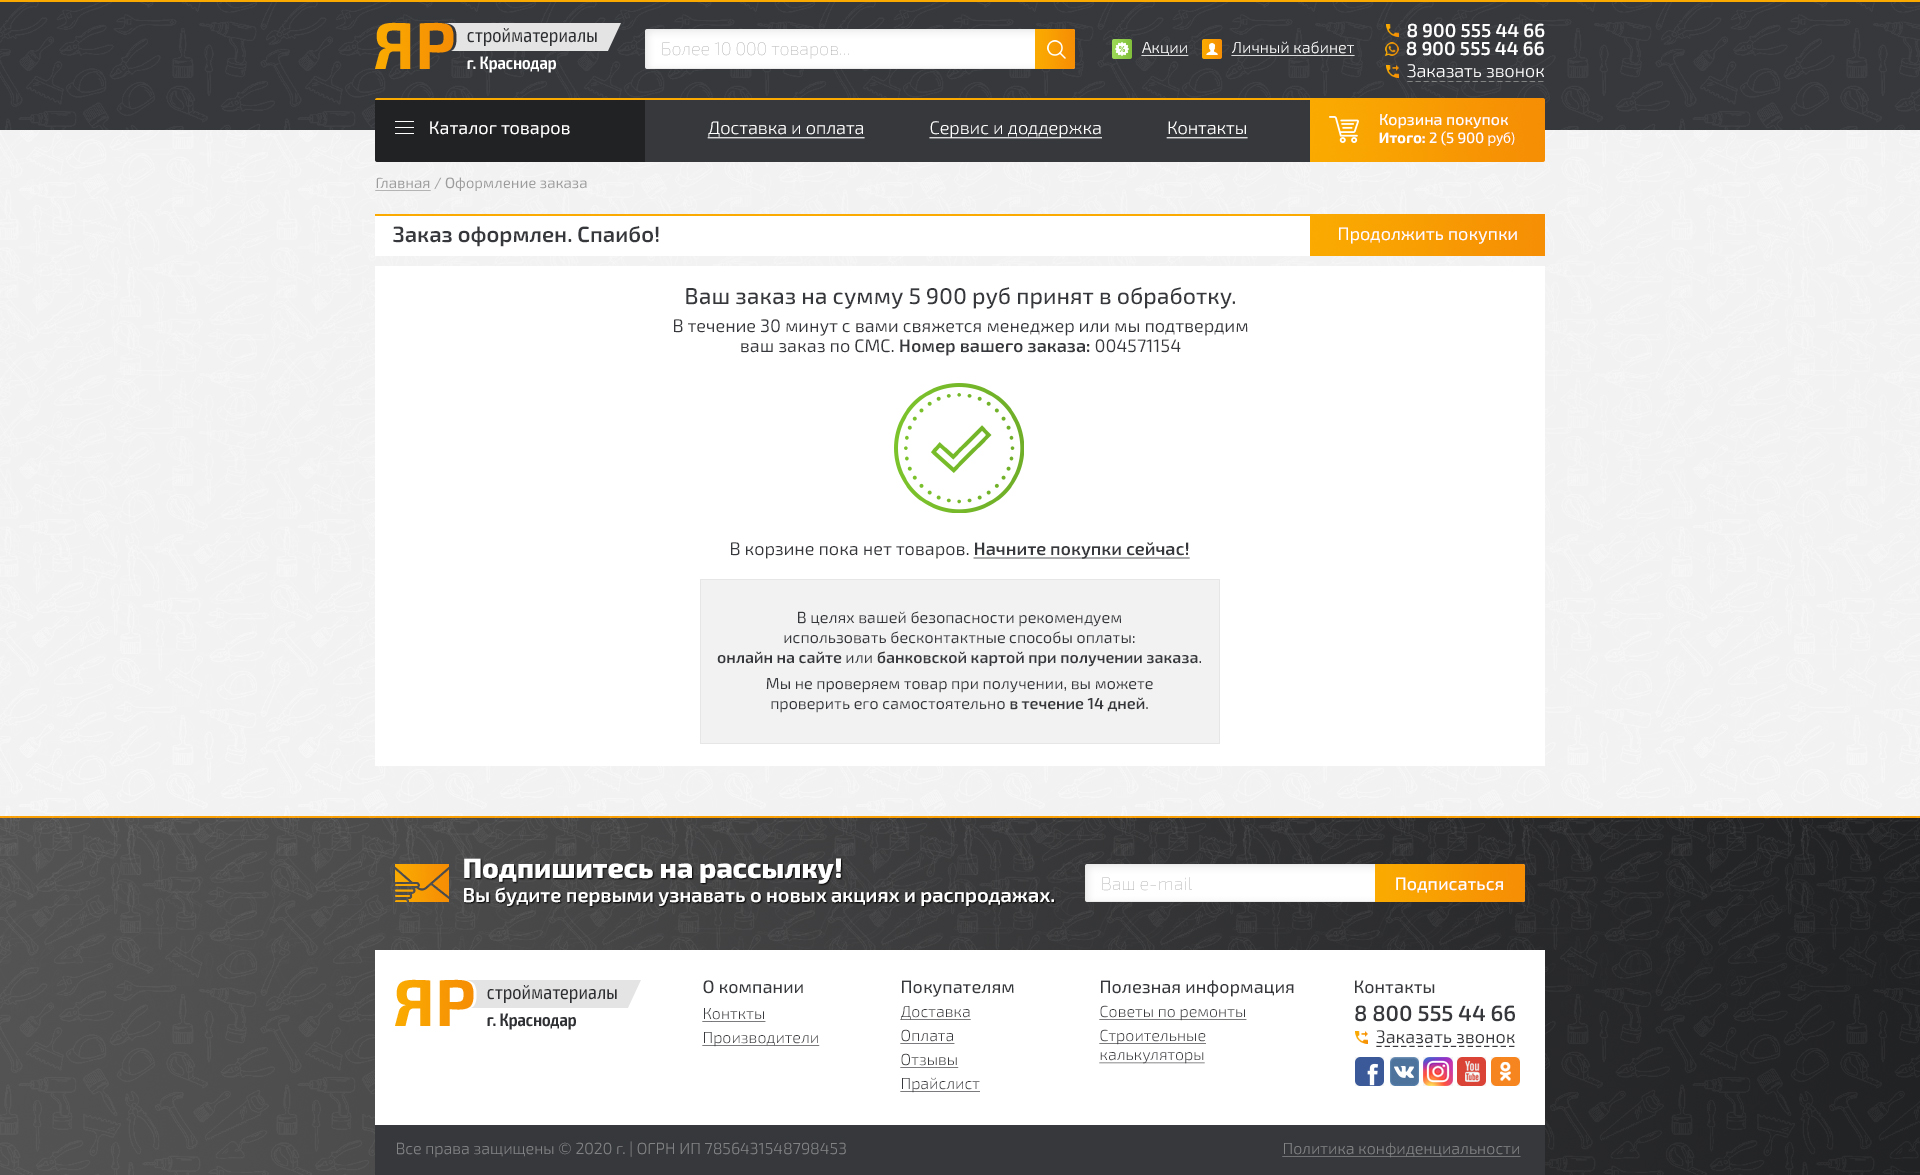 ЯР стройматериалы
г. Краснодар
Более 10 000 товаров...
Акции
Личный кабинет
8 900 555 44 66
8 900 555 44 66
Заказать звонок
Каталог товаров
Доставка и оплата
Сервис и доддержка
Контакты
Корзина покупок
Итого: 2 (5 900 руб)
Главная / Оформление заказа
Заказ оформлен. Спаибо!
Продолжить покупки
Ваш заказ на сумму 5 900 руб принят в обработку.
В течение 30 минут с вами свяжется менеджер или мы подтвердим
ваш заказ по СМС. Номер вашего заказа: 004571154
В корзине пока нет товаров. Начните покупки сейчас!
В целях вашей безопасности рекомендуем
использовать бесконтактные способы оплаты:
онлайн на сайте или банковской картой при получении заказа.
Мы не проверяем товар при получении, вы можете
проверить его самостоятельно в течение 14 дней.
Подпишитесь на рассылку!
Вы будите первыми узнавать о новых акциях и распродажах.
Ваш e-mail
Подписаться
ЯР стройматериалы
г. Краснодар
О компании
Конткты
Производители
Покупателям
Доставка
Оплата
Отзывы
Прайслист
Полезная информация
Советы по ремонты
Строительные
калькуляторы
Контакты
8 800 555 44 66
Заказать звонок
You
Tube
Все права защищены © 2020 г. | ОГРН ИП 7856431548798453
Политика конфиденциальности